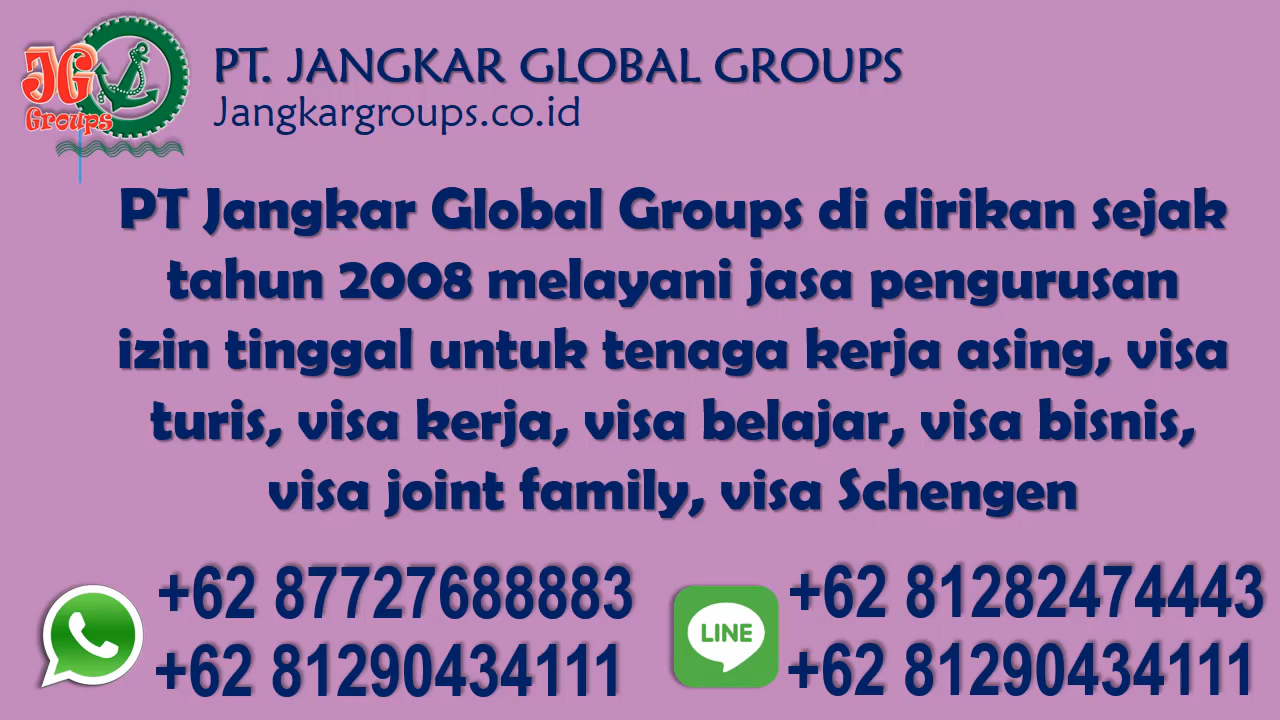 JG
Groups
PT. JANGKAR GLOBAL GROUPS
Jangkargroups.co.id
PT Jangkar Global Groups di dirikan sejak
tahun 2008 melayani jasa pengurusan
izin tinggal untuk tenaga kerja asing, visa
turis, visa kerja, visa belajar, visa bisnis,
visa joint family, visa Schengen
+62 87727688883
+62 81290434111
LINE
+62 81282474443
+62 81290434111